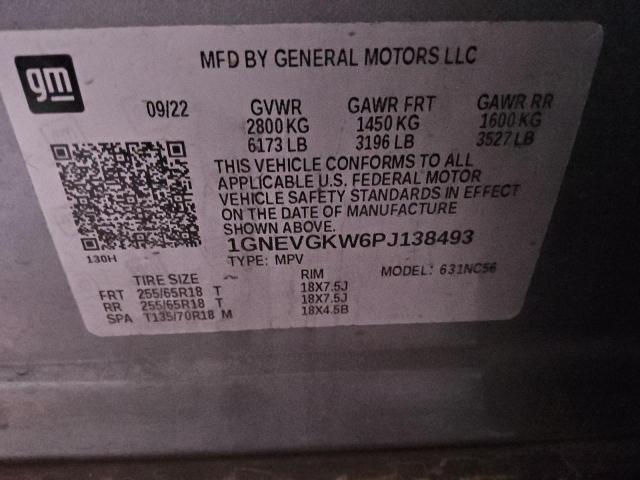 gm
MFD BY GENERAL MOTORS LLC
09/22 GVWR GAWR FRT GAWR RR
2800 KG 1450 KG 1600 KG
6173 LB 3196 LB 3527 LB
THIS VEHICLE CONFORMS TO ALL
APPLICABLE U.S. FEDERAL MOTOR
VEHICLE SAFETY STANDARDS IN EFFECT
ON THE DATE OF MANUFACTURE
SHOWN ABOVE.
1GNEVGKW6PJ138493
130H TYPE: MPV MODEL: 631NC56
TIRE SIZE ~ RIM
FRT 255/65R18 T 18X7.5J
RR 255/65R18 T 18X7.5J
SPA T135/70R18 M 18X4.5B